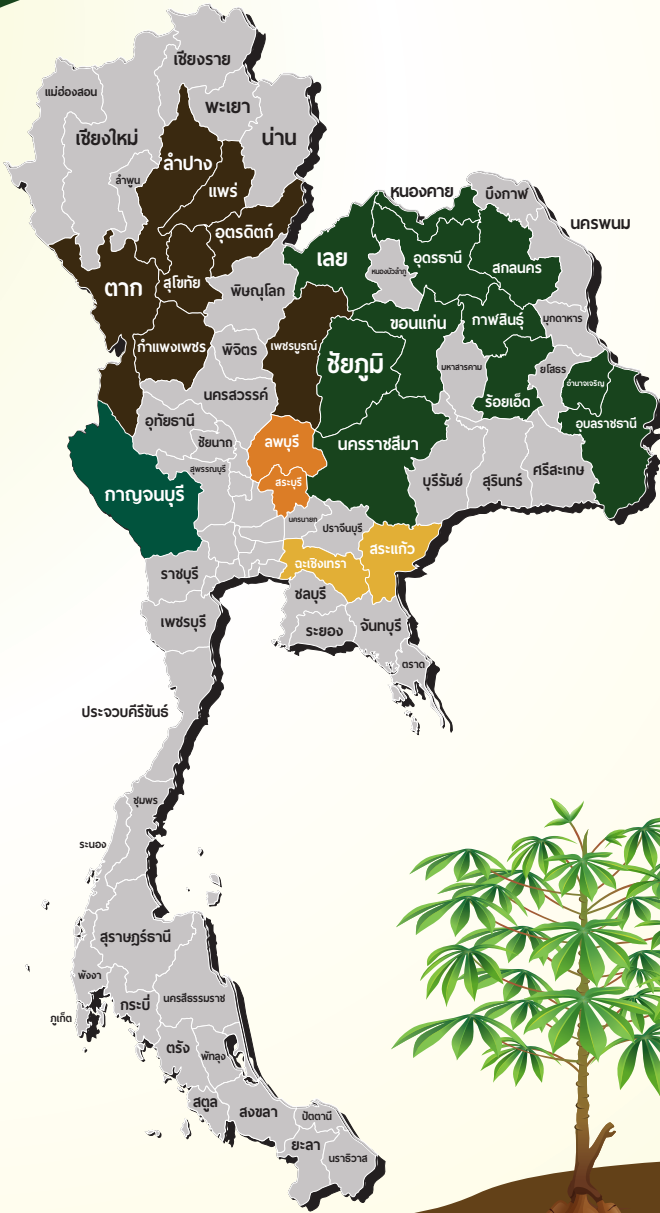 เชียงราย
แม่ฮ่องสอน
พะเยา
เชียงใหม่
น่าน
ลำปาง
ลำพูน
แพร่
หนองคาย
บึงกาฬ
นครพนม
อุตรดิตถ์
เลย
อุดรธานี
หนองบัวลำภู
สกลนคร
ตาก
สุโขทัย
พิษณุโลก
ขอนแก่น
กาฬสินธุ์
มุกดาหาร
กำแพงเพชร
พิจิตร
เพชรบูรณ์
ชัยภูมิ
มหาสารคาม
ยโสธร
อำนาจเจริญ
นครสวรรค์
ร้อยเอ็ด
อุทัยธานี
ชัยนาท
ลพบุรี
นครราชสีมา
อุบลราชธานี
สุพรรณบุรี
สระบุรี
บุรีรัมย์
สุรินทร์
ศรีสะเกษ
กาญจนบุรี
นครนายก
ปราจีนบุรี
สระแก้ว
ฉะเชิงเทรา
ราชบุรี
ชลบุรี
เพชรบุรี
ระยอง
จันทบุรี
ตราด
ประจวบคีรีขันธ์
ชุมพร
ระนอง
สุราษฎร์ธานี
พังงา
กระบี่
นครสีธรรมราช
ภูเก็ต
ตรัง
พัทลุง
สตูล
สงขลา
ปัตตานี
ยะลา
นราธิวาส